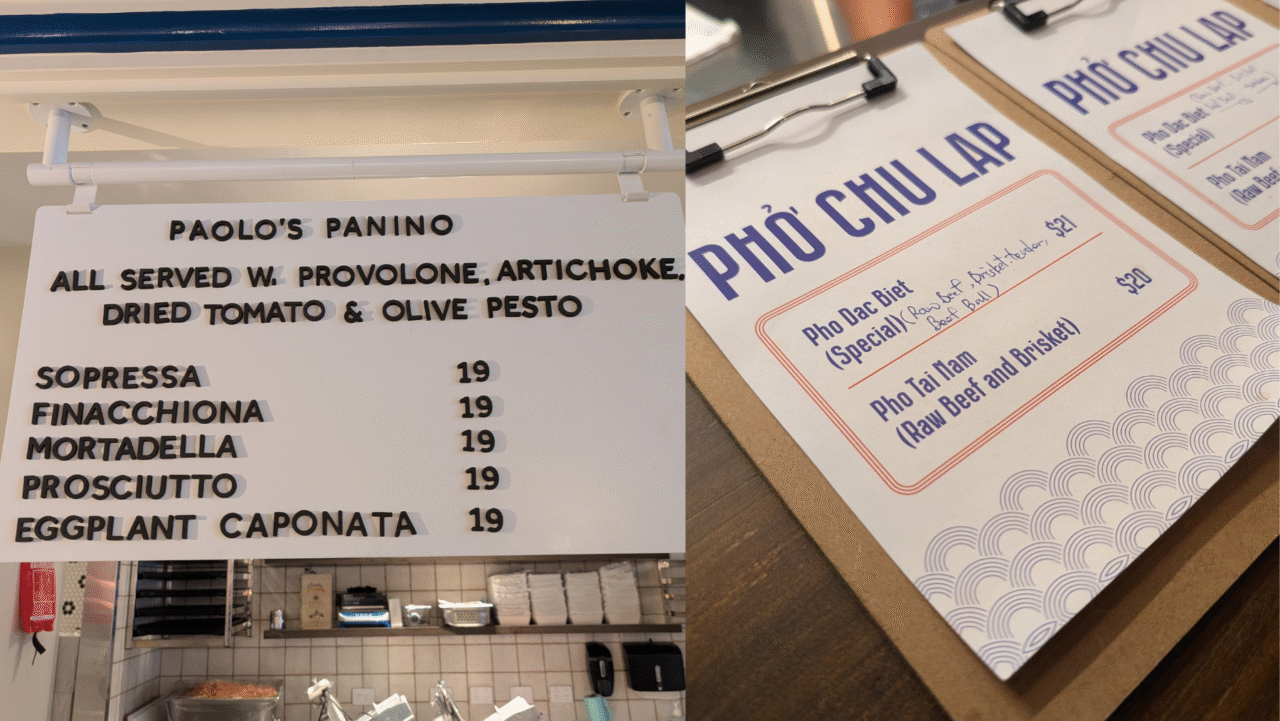 PAOLO'S PANINO
ALL SERVED W. PROVOLONE, ARTICHOKE,
DRIED TOMATO & OLIVE PESTO
SOPRESSA 19
FINACCHIONA 19
MORTADELLA 19
PROSCIUTTO 19
EGGPLANT CAPONATA 19
PHỞ CHU LAP
Pho Dac Biet $21
(Special) (Raw Beef, Brisket, tendon,
Beef Ball)
Pho Tai Nam $20
(Raw Beef and Brisket)
PHỞ CHU LAP
Pho Dac Biet
(Special)
Pho Tai Nam
(Raw Beef